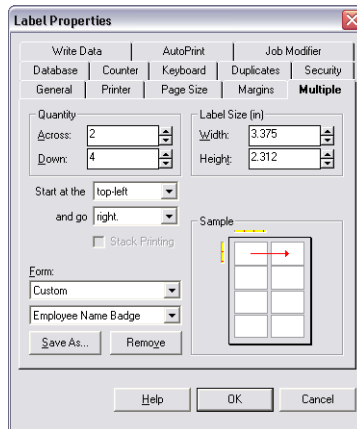 Label Properties
Write Data AutoPrint Job Modifier
Database Counter Keyboard Duplicates Security
General Printer Page Size Margins Multiple
Quantity Label Size (in)
Across: 2 Width: 3.375
Down: 4 Height: 2.312
Start at the top-left
and go right.
Stack Printing
Sample
Form:
Custom
Employee Name Badge
Save As... Remove
Help OK Cancel